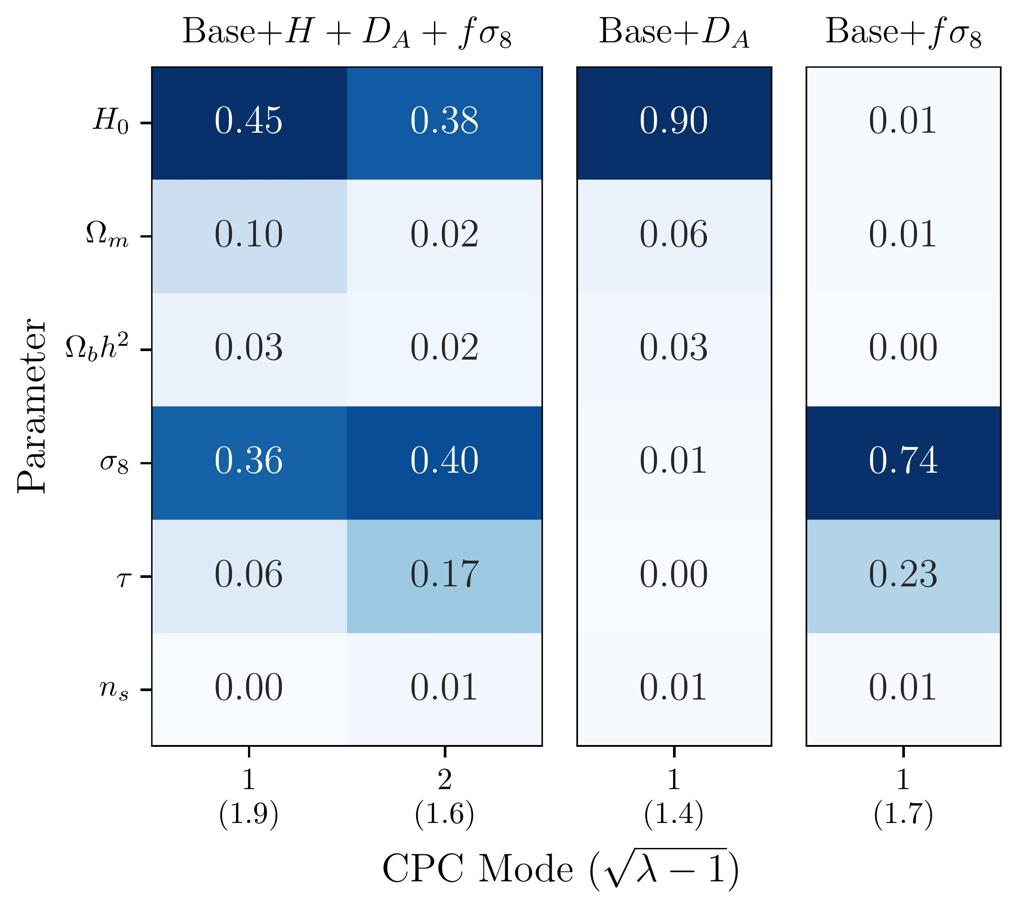 Base+H + D_A + fσ_8 Base+D_A Base+fσ_8
H_0 0.45 0.38 0.90 0.01
Ω_m 0.10 0.02 0.06 0.01
Ω_b h^2 0.03 0.02 0.03 0.00
σ_8 0.36 0.40 0.01 0.74
τ 0.06 0.17 0.00 0.23
n_s 0.00 0.01 0.01 0.01
Parameter
1 2 1 1
(1.9) (1.6) (1.4) (1.7)
CPC Mode (√λ − 1)